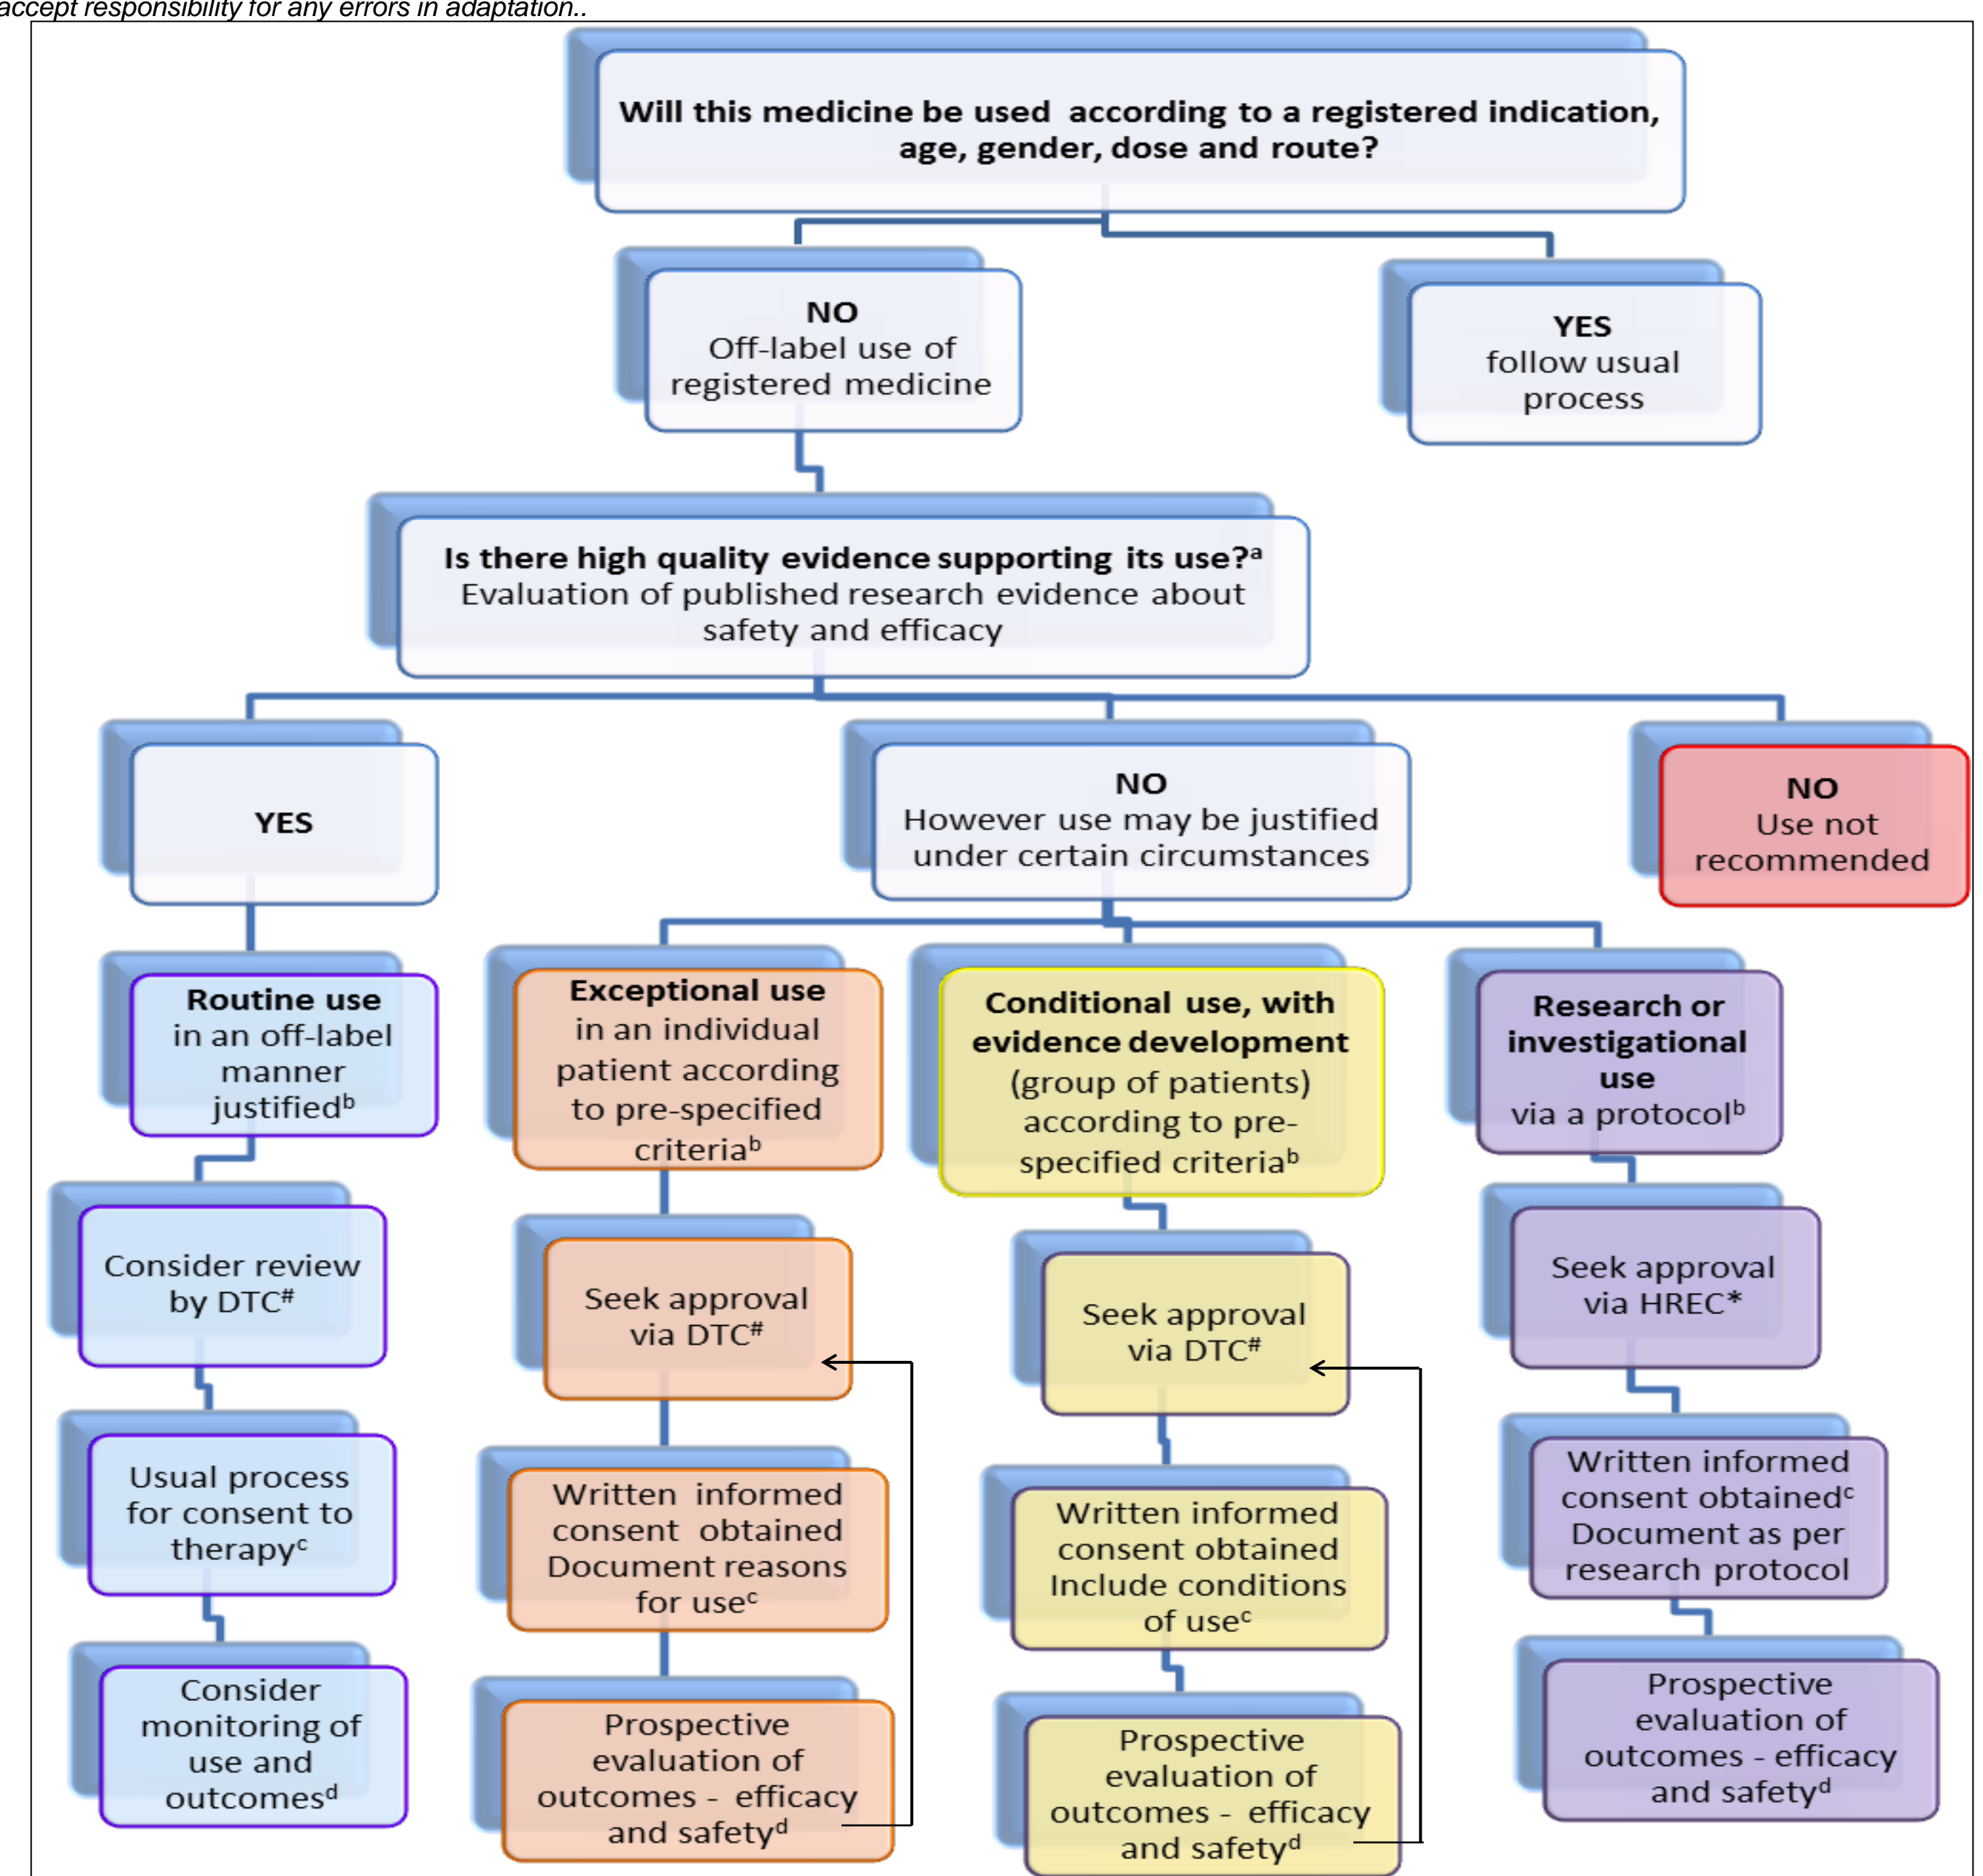 accept responsibility for any errors in adaptation..
Will this medicine be used according to a registered indication,
age, gender, dose and route?
NO
Off-label use of
registered medicine
YES
follow usual
process
Is there high quality evidence supporting its use?ᵃ
Evaluation of published research evidence about
safety and efficacy
YES
NO
However use may be justified
under certain circumstances
NO
Use not
recommended
Routine use
in an off-label
manner
justifiedᵇ
Consider review
by DTC#
Usual process
for consent to
therapyᶜ
Consider
monitoring of
use and
outcomesᵈ
Exceptional use
in an individual
patient according
to pre-specified
criteriaᵇ
Seek approval
via DTC#
Written informed
consent obtained
Document reasons
for useᶜ
Prospective
evaluation of
outcomes - efficacy
and safetyᵈ
Conditional use, with
evidence development
(group of patients)
according to pre-
specified criteriaᵇ
Seek approval
via DTC#
Written informed
consent obtained
Include conditions
of useᶜ
Prospective
evaluation of
outcomes - efficacy
and safetyᵈ
Research or
investigational
use
via a protocolᵇ
Seek approval
via HREC*
Written informed
consent obtainedᶜ
Document as per
research protocol
Prospective
evaluation of
outcomes - efficacy
and safetyᵈ